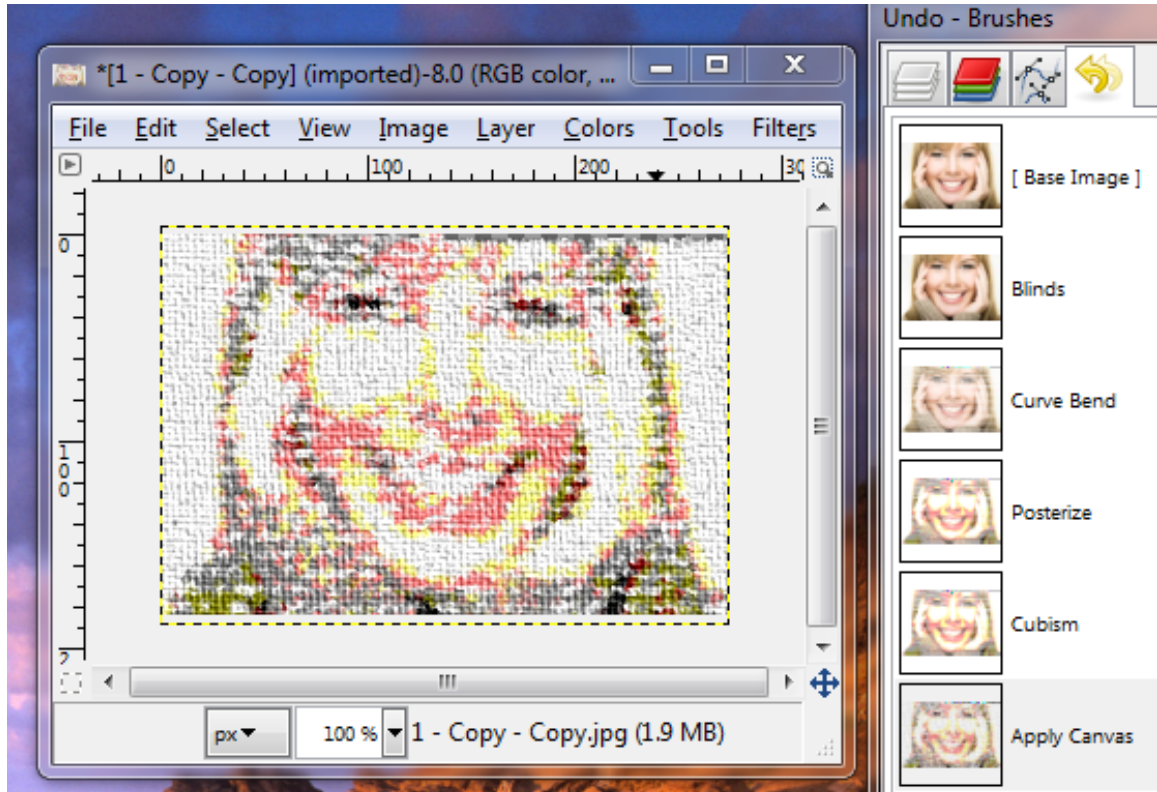 Undo - Brushes
*[1 - Copy - Copy] (imported)-8.0 (RGB color, ...
File Edit Select View Image Layer Colors Tools Filters
0 100 200 30
0
100
2
[ Base Image ]
Blinds
Curve Bend
Posterize
Cubism
Apply Canvas
px 100 % 1 - Copy - Copy.jpg (1.9 MB)